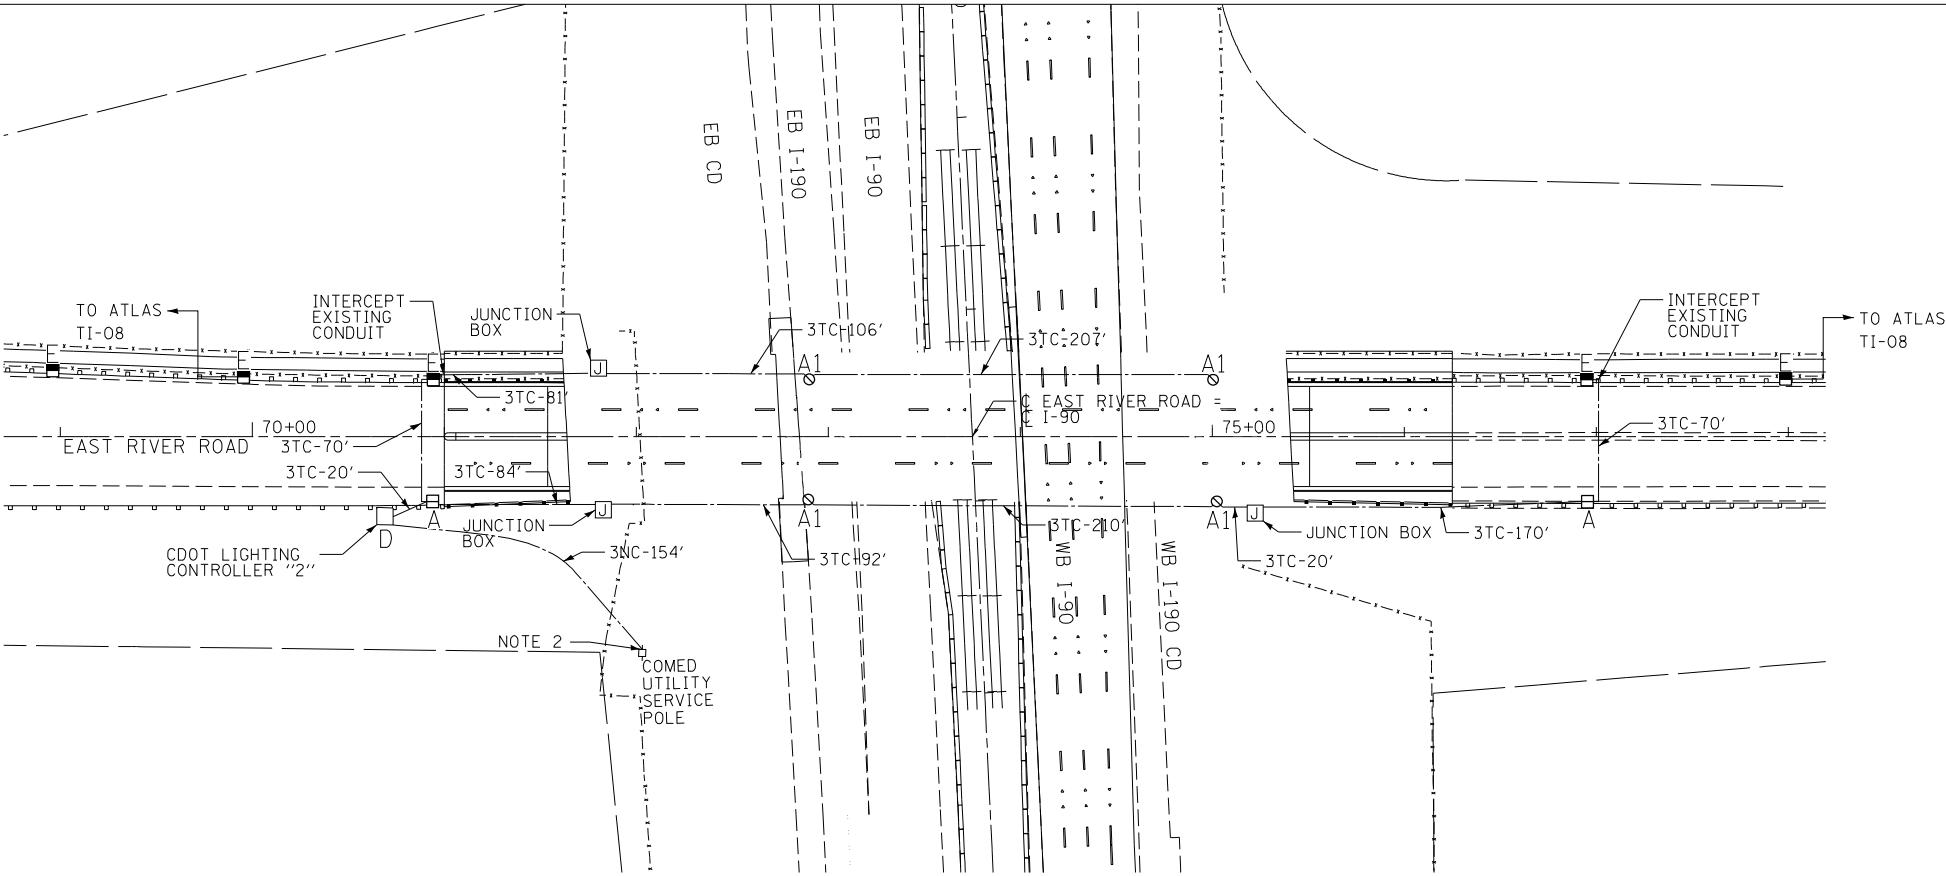 EB CD
EB I-190
EB I-90
TO ATLAS
TI-08
INTERCEPT
EXISTING
CONDUIT
JUNCTION
BOX
J
3TC-106'
A1
3TC-207'
A1
INTERCEPT
EXISTING
CONDUIT
TO ATLAS
TI-08
E
E
E
E
E
3TC-81'
C EAST RIVER ROAD =
C I-90
70+00
75+00
EAST RIVER ROAD
3TC-70'
3TC-70'
3TC-20'
3TC-84'
A
D
JUNCTION
BOX
J
A1
3TC-210'
A1
J
JUNCTION BOX
3TC-170'
A
CDOT LIGHTING
CONTROLLER "2"
3NC-154'
3TC-92'
3TC-20'
WB I-90
WB I-190 CD
NOTE 2
COMED
UTILITY
SERVICE
POLE